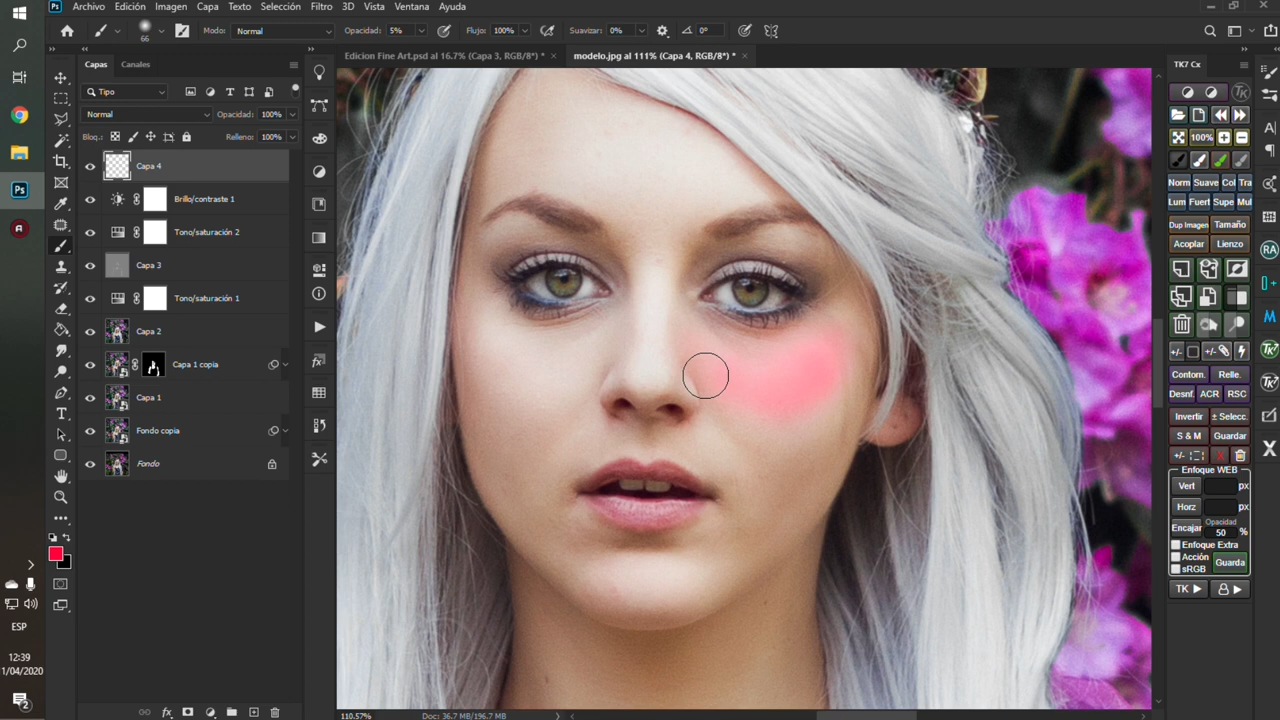 Archivo Edición Imagen Capa Texto Selección Filtro 3D Vista Ventana Ayuda
66 Modo: Normal Opacidad: 5% Flujo: 100% Suavizar: 0% 0°
Edicion Fine Art.psd al 16.7% (Capa 3, RGB/8*) * × modelo.jpg al 111% (Capa 4, RGB/8*) * ×
Capas Canales
Tipo
Normal Opacidad: 100%
Bloq.: Relleno: 100%
Capa 4
Brillo/contraste 1
Tono/saturación 2
Capa 3
Tono/saturación 1
Capa 2
Capa 1 copia
Capa 1
Fondo copia
Fondo
TK7 Cx
100%
Norm Suave Col Tra
Lum Fuert Supe Mul
Dup Imagen Tamaño
Acoplar Lienzo
RA
TK
TK
Contorn. Relle.
Desnf. ACR RSC
Invertir ± Selecc.
S & M Guardar
Enfoque WEB
Vert px
Horz px
Encajar Opacidad 50 %
Enfoque Extra
Acción
sRGB Guarda
TK
ESP
12:39
1/04/2020
2
110.57% Doc: 36.7 MB/196.7 MB